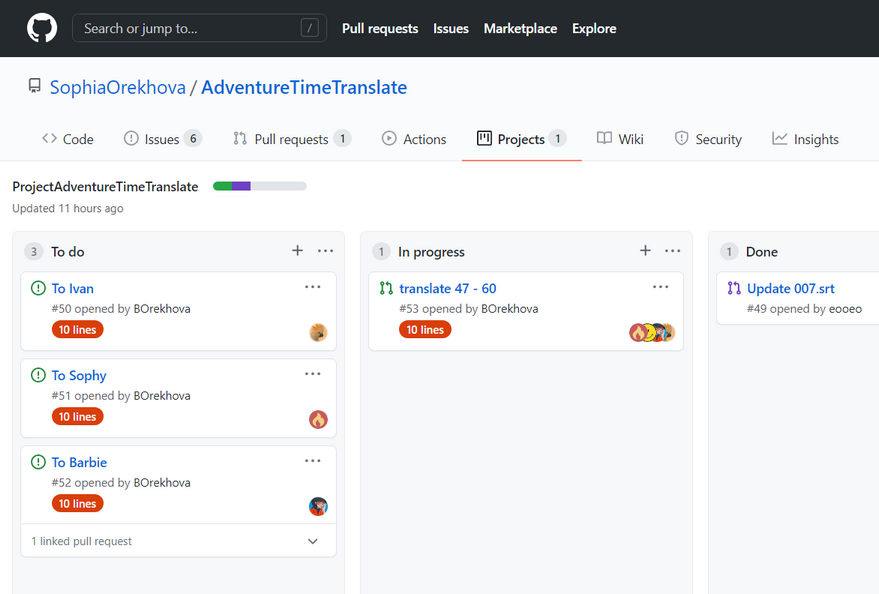 Search or jump to... /
Pull requests Issues Marketplace Explore
SophiaOrekhova / AdventureTimeTranslate
Code Issues 6 Pull requests 1 Actions Projects 1 Wiki Security Insights
ProjectAdventureTimeTranslate
Updated 11 hours ago
3 To do
To Ivan
#50 opened by BOrekhova
10 lines
To Sophy
#51 opened by BOrekhova
10 lines
To Barbie
#52 opened by BOrekhova
10 lines
1 linked pull request
1 In progress
translate 47 - 60
#53 opened by BOrekhova
10 lines
1 Done
Update 007.srt
#49 opened by eooeo